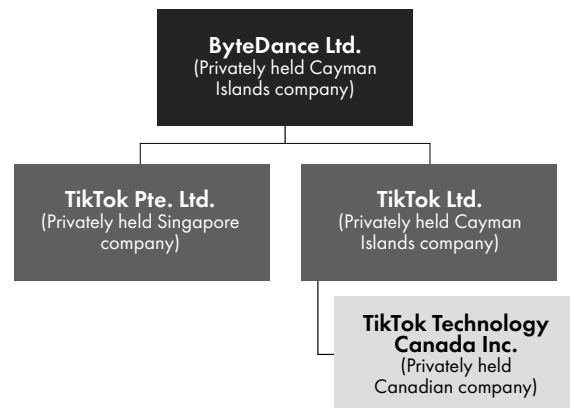 ByteDance Ltd.
(Privately held Cayman
Islands company)
TikTok Pte. Ltd.
(Privately held Singapore
company)
TikTok Ltd.
(Privately held Cayman
Islands company)
TikTok Technology
Canada Inc.
(Privately held
Canadian company)